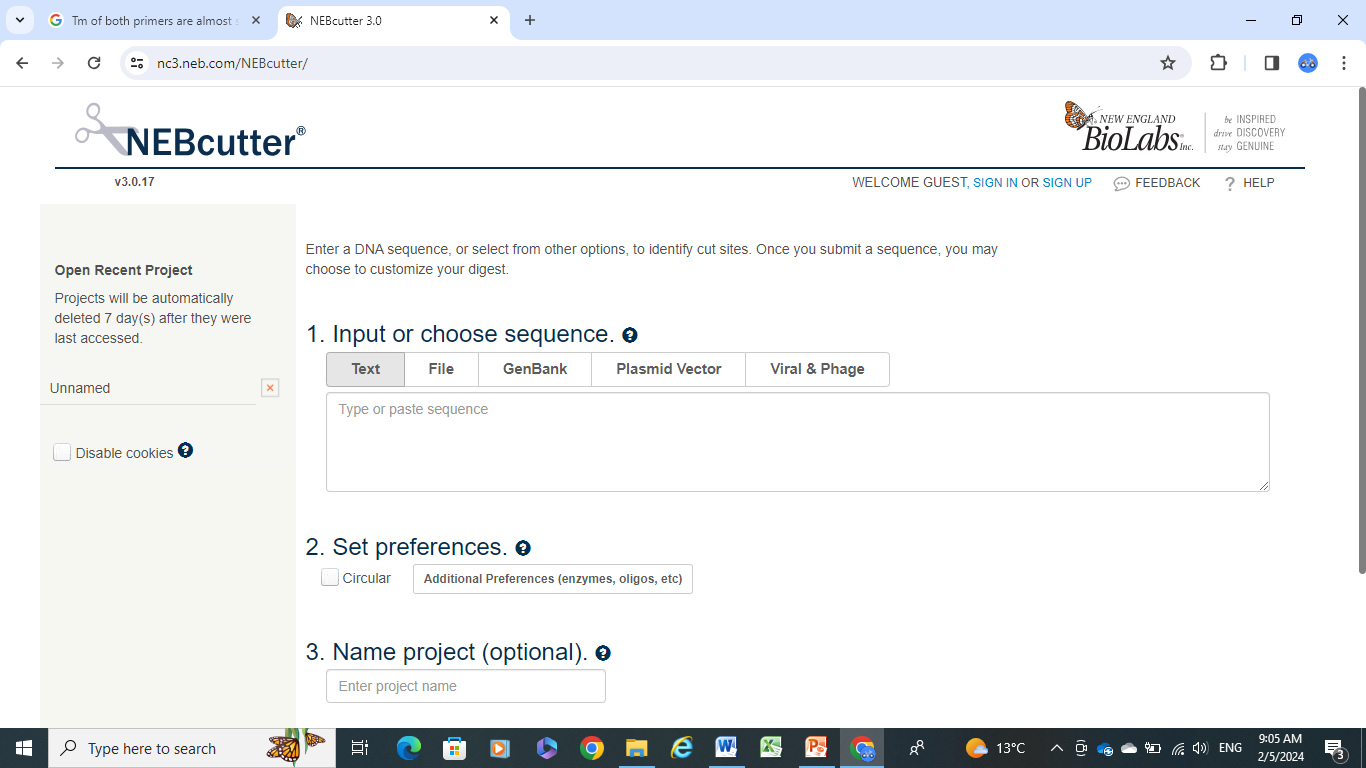 Tm of both primers are almost s
NEBcutter 3.0
nc3.neb.com/NEBcutter/
NEBcutter®
NEW ENGLAND
BioLabs Inc.
be INSPIRED
drive DISCOVERY
stay GENUINE
v3.0.17
WELCOME GUEST, SIGN IN OR SIGN UP
FEEDBACK
? HELP
Open Recent Project
Projects will be automatically
deleted 7 day(s) after they were
last accessed.
Unnamed
Disable cookies ?
Enter a DNA sequence, or select from other options, to identify cut sites. Once you submit a sequence, you may
choose to customize your digest.
1. Input or choose sequence. ?
Text File GenBank Plasmid Vector Viral & Phage
Type or paste sequence
2. Set preferences. ?
Circular Additional Preferences (enzymes, oligos, etc)
3. Name project (optional). ?
Enter project name
Type here to search
13°C
ENG
9:05 AM
2/5/2024
3